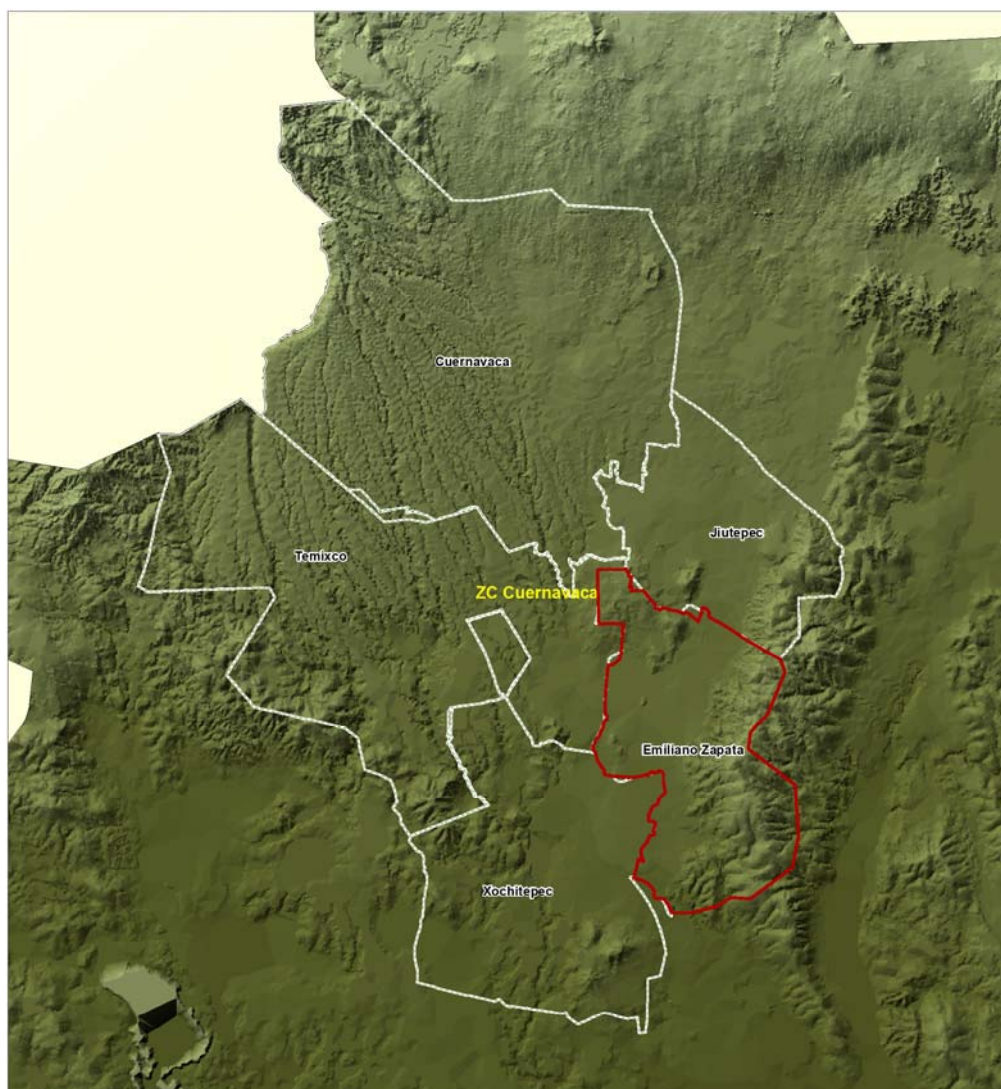 Cuernavaca
Jiutepec
Temixco
ZC Cuernavaca
Emiliano Zapata
Xochitepec